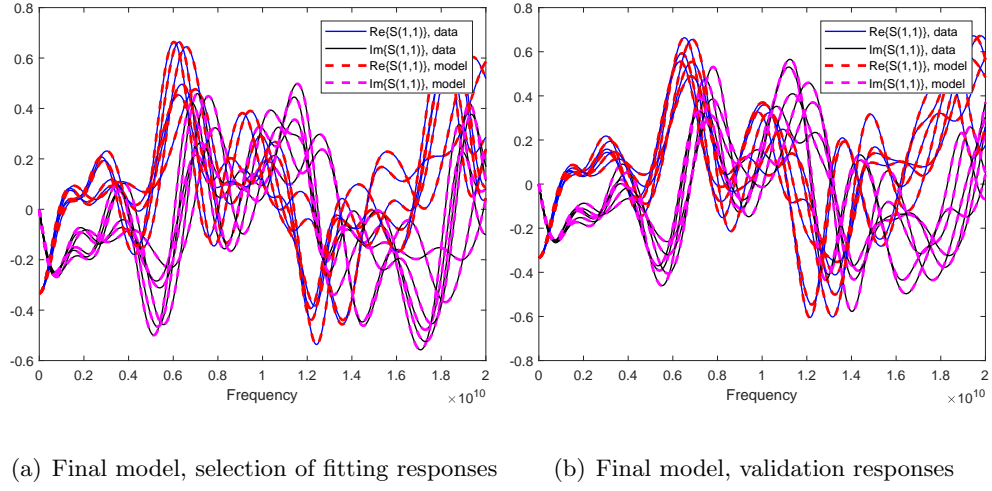 0.8
0.6
0.4
0.2
0
-0.2
-0.4
-0.6
0 0.2 0.4 0.6 0.8 1 1.2 1.4 1.6 1.8 2
Frequency
×10^10
Re{S(1,1)}, data
Im{S(1,1)}, data
Re{S(1,1)}, model
Im{S(1,1)}, model
0.8
0.6
0.4
0.2
0
-0.2
-0.4
-0.6
-0.8
0 0.2 0.4 0.6 0.8 1 1.2 1.4 1.6 1.8 2
Frequency
×10^10
Re{S(1,1)}, data
Im{S(1,1)}, data
Re{S(1,1)}, model
Im{S(1,1)}, model
(a) Final model, selection of fitting responses
(b) Final model, validation responses